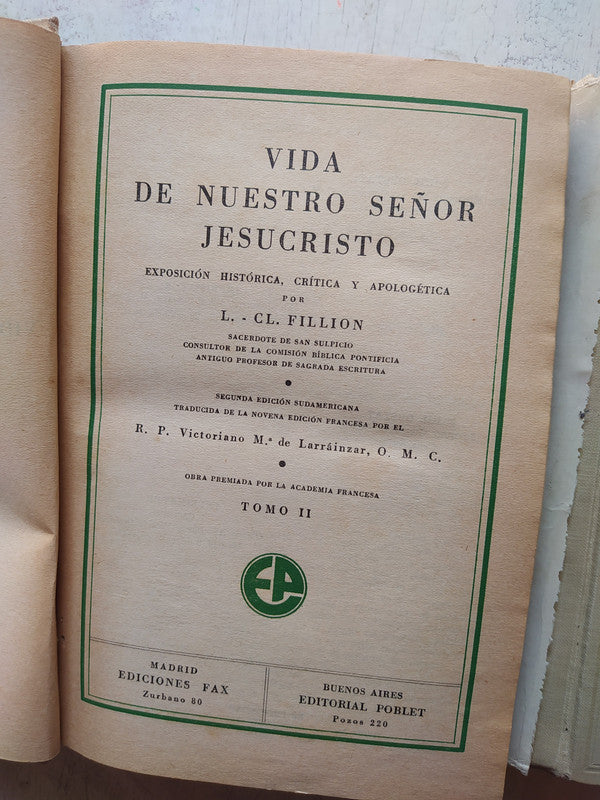 VIDA
DE NUESTRO SEÑOR
JESUCRISTO
EXPOSICIÓN HISTÓRICA, CRÍTICA Y APOLOGÉTICA
POR
L. - CL. FILLION
SACERDOTE DE SAN SULPICIO
CONSULTOR DE LA COMISIÓN BÍBLICA PONTIFICIA
ANTIGUO PROFESOR DE SAGRADA ESCRITURA
SEGUNDA EDICIÓN SUDAMERICANA
TRADUCIDA DE LA NOVENA EDICIÓN FRANCESA POR EL
R. P. Victoriano M.ª de Larráinzar, O. M. C.
OBRA PREMIADA POR LA ACADEMIA FRANCESA
TOMO II
EP
MADRID
EDICIONES FAX
Zurbano 80
BUENOS AIRES
EDITORIAL POBLET
Pozos 220